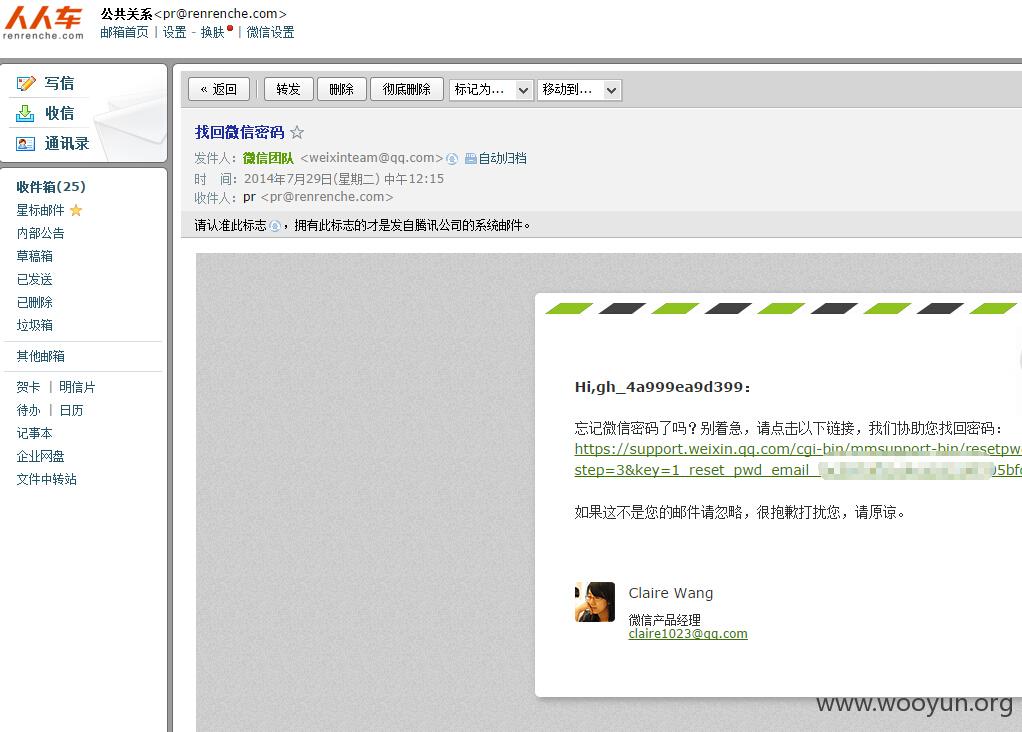 人人车
renrenche.com
公共关系<pr@renrenche.com>
邮箱首页 | 设置 - 换肤 | 微信设置
写信
收信
通讯录
收件箱(25)
星标邮件
内部公告
草稿箱
已发送
已删除
垃圾箱
其他邮箱
贺卡 | 明信片
待办 | 日历
记事本
企业网盘
文件中转站
« 返回 转发 删除 彻底删除 标记为... 移动到...
找回微信密码
发件人：微信团队 <weixinteam@qq.com> 自动归档
时 间：2014年7月29日(星期二) 中午12:15
收件人：pr <pr@renrenche.com>
请认准此标志，拥有此标志的才是发自腾讯公司的系统邮件。
Hi,gh_4a999ea9d399：
忘记微信密码了吗？别着急，请点击以下链接，我们协助您找回密码：
https://support.weixin.qq.com/cgi-bin/mmsupport-bin/resetpw
step=3&key=1_reset_pwd_email_
如果这不是您的邮件请忽略，很抱歉打扰您，请原谅。
Claire Wang
微信产品经理
claire1023@qq.com
www.wooyun.org